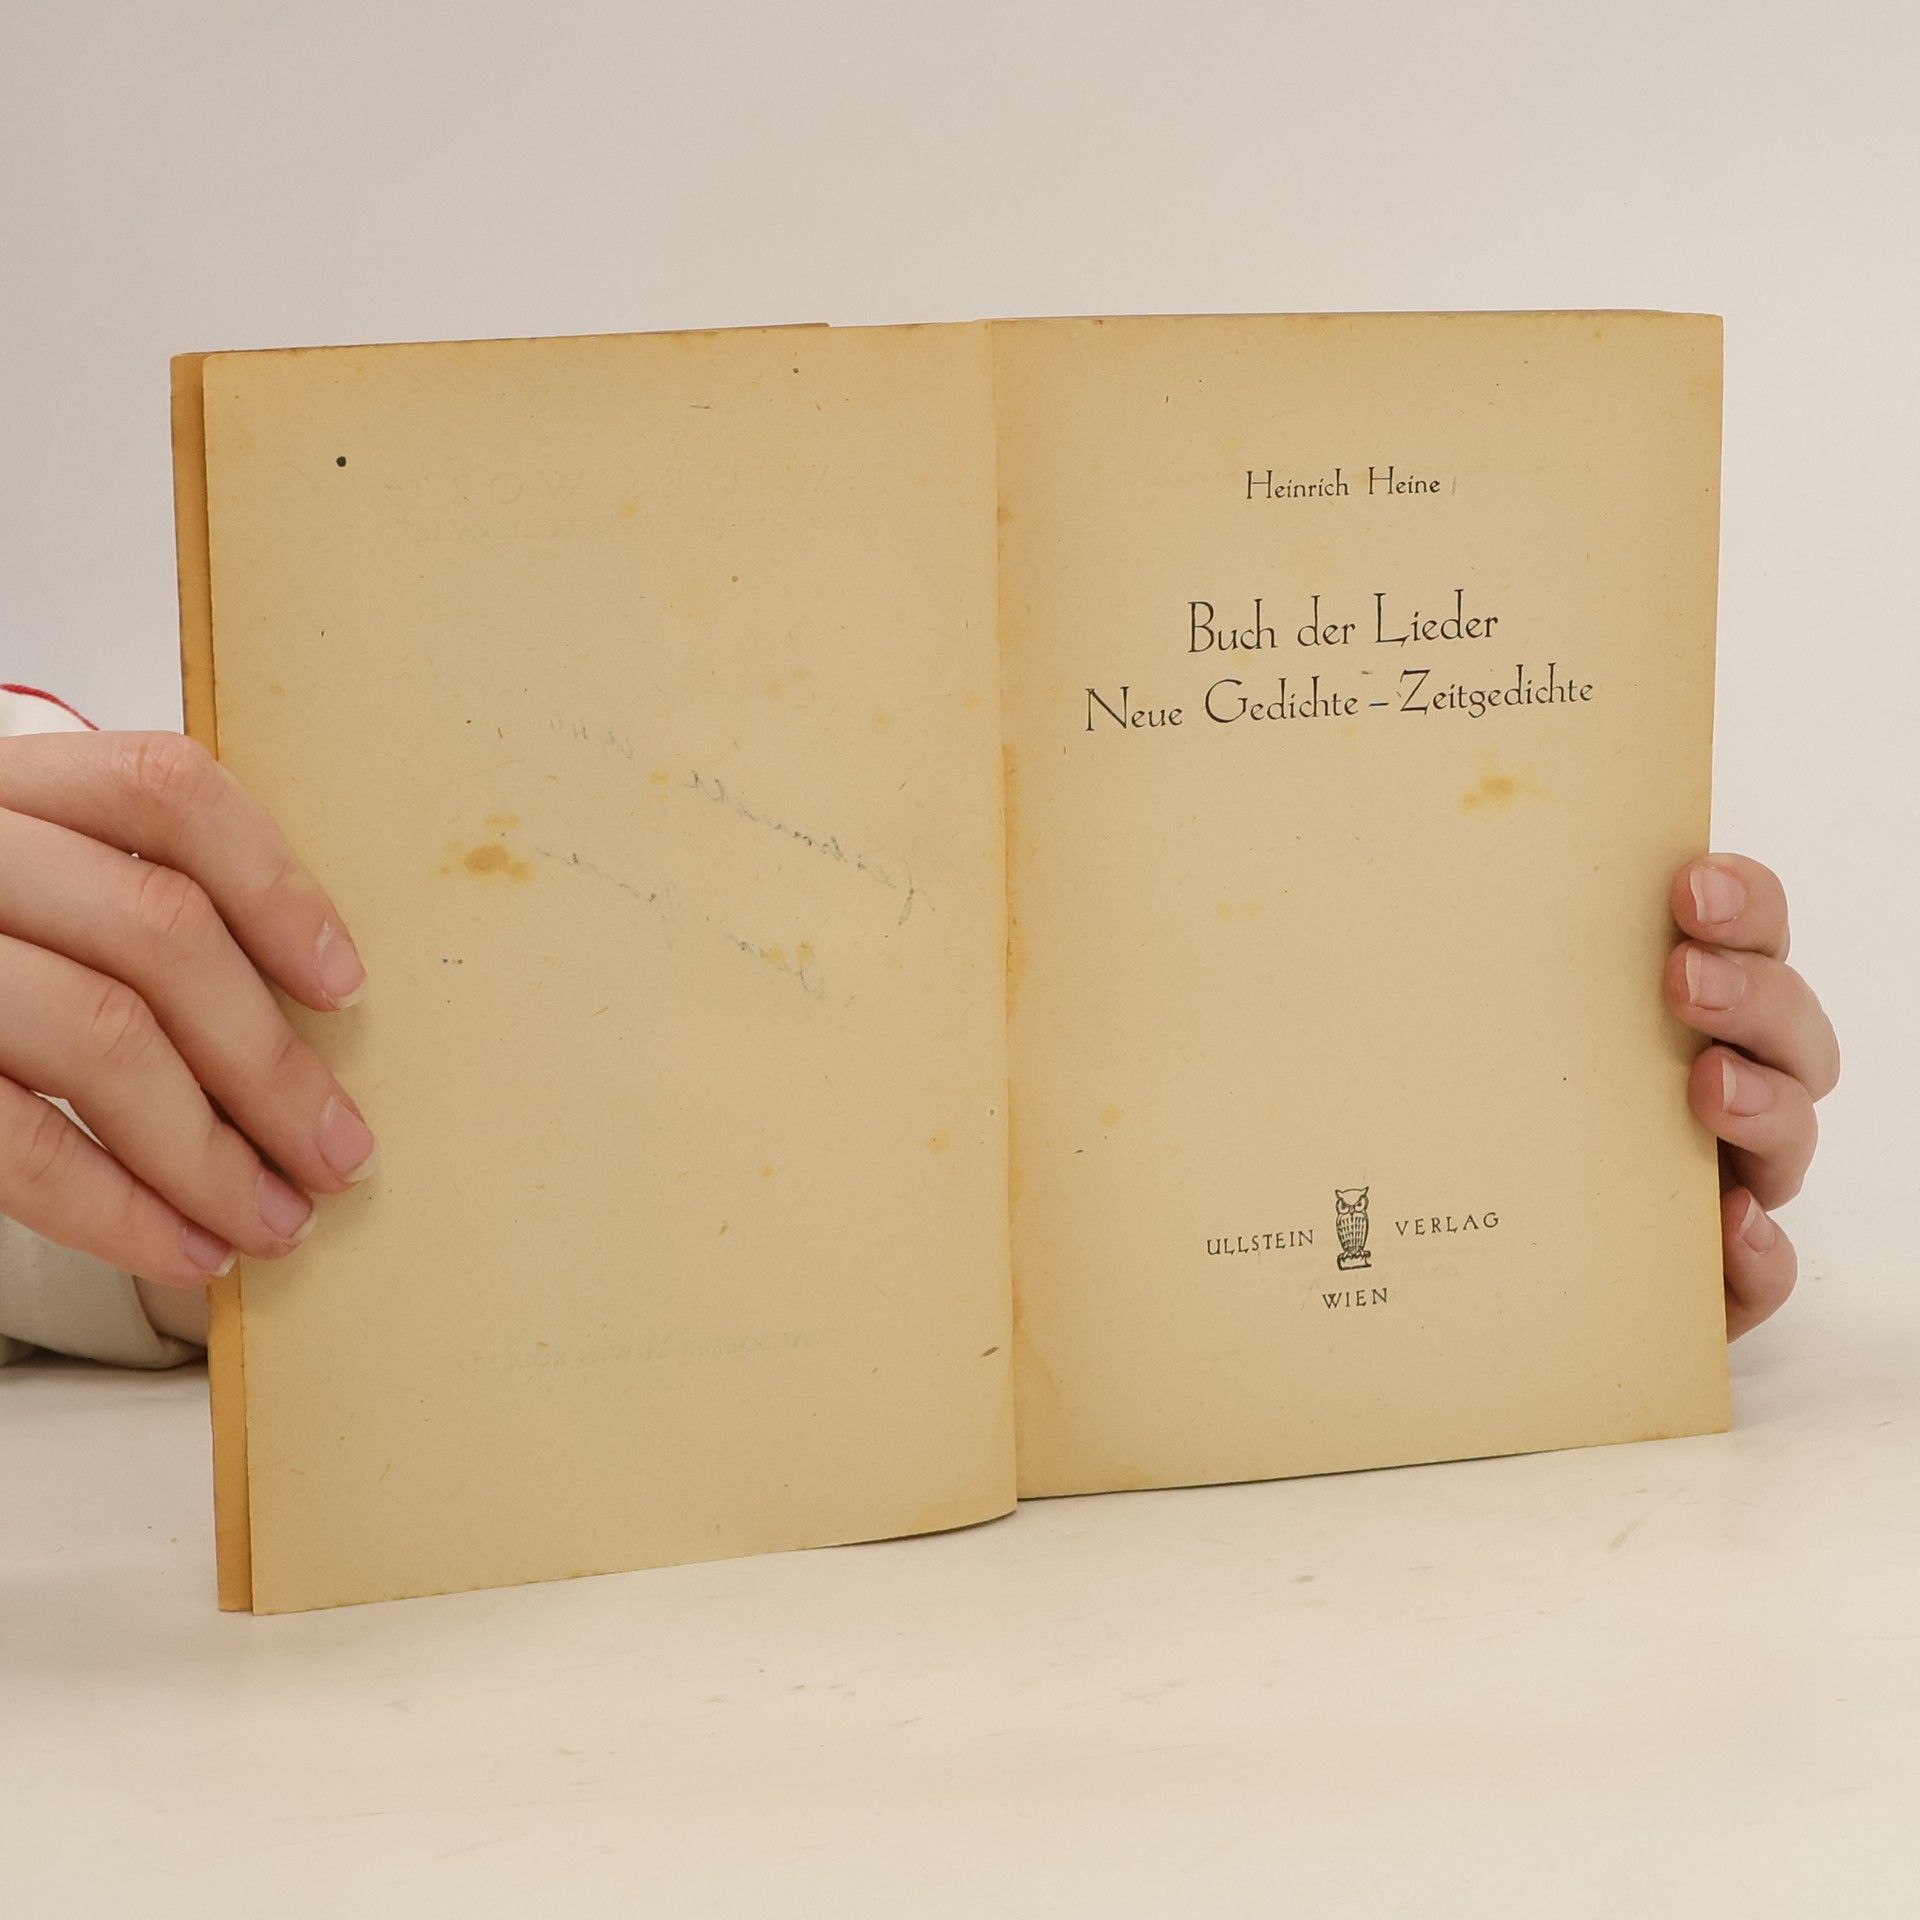 Heinrich Heine
Buch der Lieder
Neue Gedichte – Zeitgedichte
ULLSTEIN VERLAG
WIEN